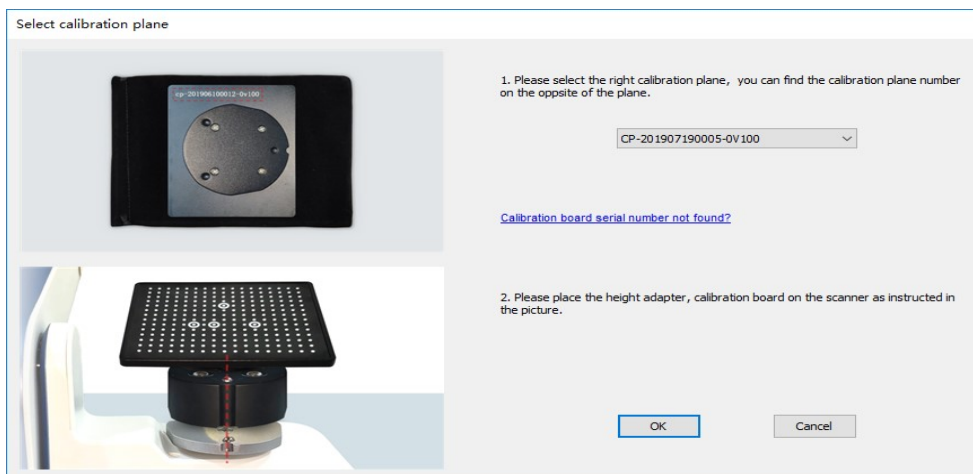 Select calibration plane
cp-201906100012-0v100
1. Please select the right calibration plane, you can find the calibration plane number
on the oppsite of the plane.
CP-201907190005-0V100
Calibration board serial number not found?
2. Please place the height adapter, calibration board on the scanner as instructed in
the picture.
OK
Cancel